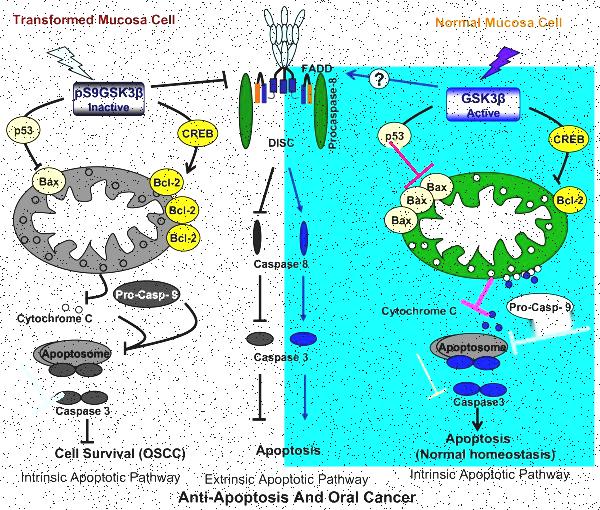 Transformed Mucosa Cell
Normal Mucosa Cell
FADD
?
pS9GSK3β
Inactive
GSK3β
Active
Procaspase-8
p53
CREB
DISC
p53
CREB
Bax
Bcl-2
Bcl-2
Bcl-2
Bax
Bax
Bax
Bcl-2
Caspase 8
Pro-Casp- 9
Cytochrome C
Cytochrome C
Pro-Casp- 9
Apoptosome
Caspase 3
Apoptosome
Caspase 3
Caspase3
Cell Survival (OSCC)
Apoptosis
Apoptosis
(Normal homeostasis)
Intrinsic Apoptotic Pathway
Extrinsic Apoptotic Pathway
Intrinsic Apoptotic Pathway
Anti-Apoptosis And Oral Cancer